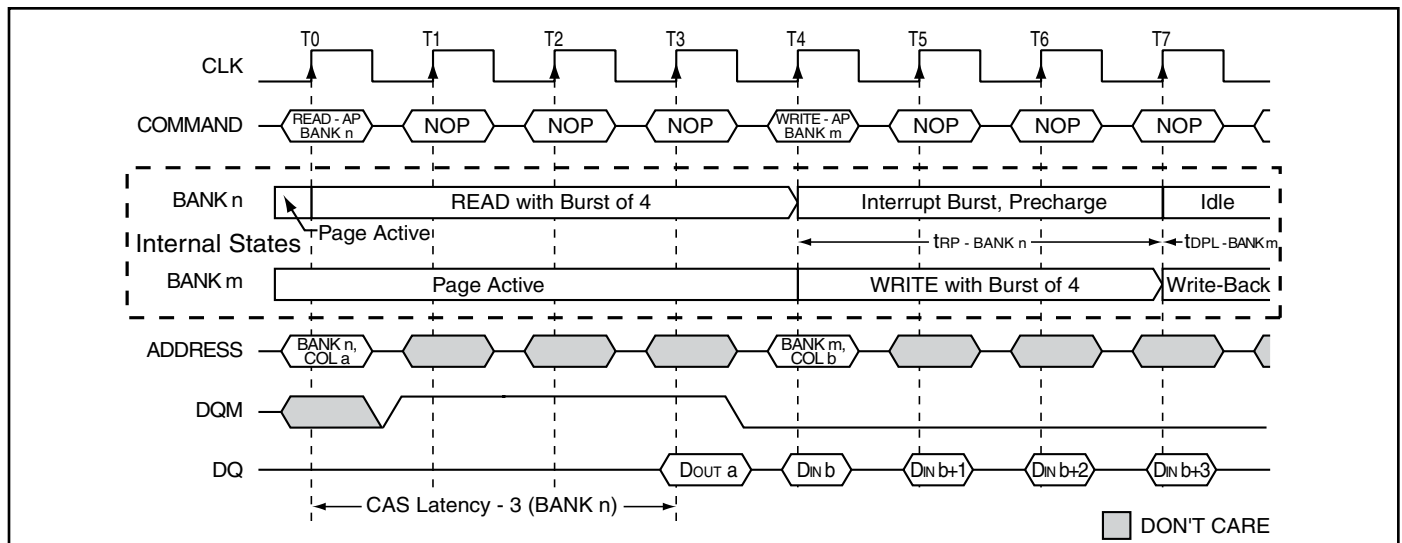 T0 T1 T2 T3 T4 T5 T6 T7
CLK
COMMAND READ - AP BANK n NOP NOP NOP WRITE - AP BANK m NOP NOP NOP
BANK n READ with Burst of 4 Interrupt Burst, Precharge Idle
Internal States Page Active tRP - BANK n tDPL - BANK m
BANK m Page Active WRITE with Burst of 4 Write-Back
ADDRESS BANK n, COL a BANK m, COL b
DQM
DQ DOUT a DIN b DIN b+1 DIN b+2 DIN b+3
CAS Latency - 3 (BANK n)
DON'T CARE